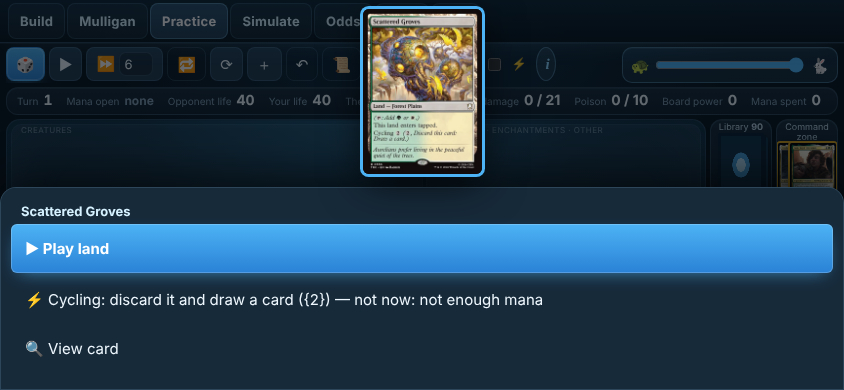 Build
Mulligan
Practice
Simulate
Odds
6
Turn 1
Mana open none
Opponent life 40
Your life 40
damage 0 / 21
Poison 0 / 10
Board power 0
Mana spent 0
CREATURES
ENCHANTMENTS · OTHER
Library 90
Command zone
Scattered Groves
Land — Forest Plains
This land enters tapped.
Scattered Groves
▶ Play land
⚡ Cycling: discard it and draw a card ({2}) — not now: not enough mana
🔍 View card